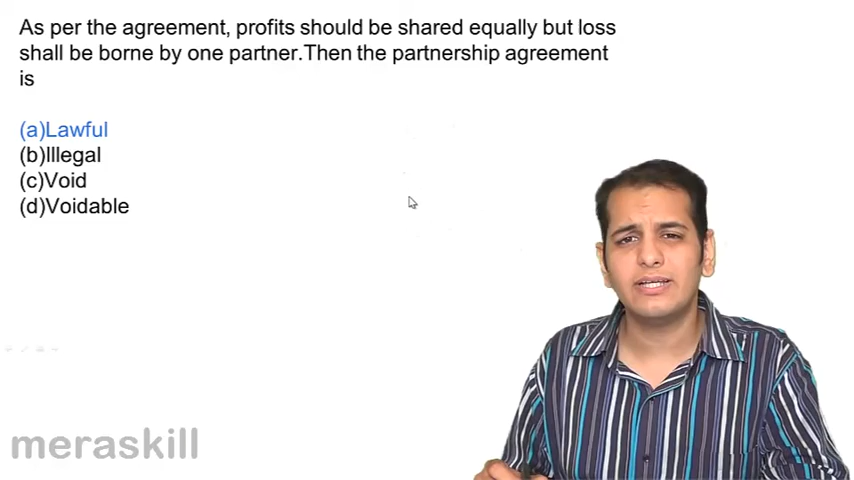 As per the agreement, profits should be shared equally but loss
shall be borne by one partner.Then the partnership agreement
is
(a)Lawful
(b)Illegal
(c)Void
(d)Voidable
meraskill